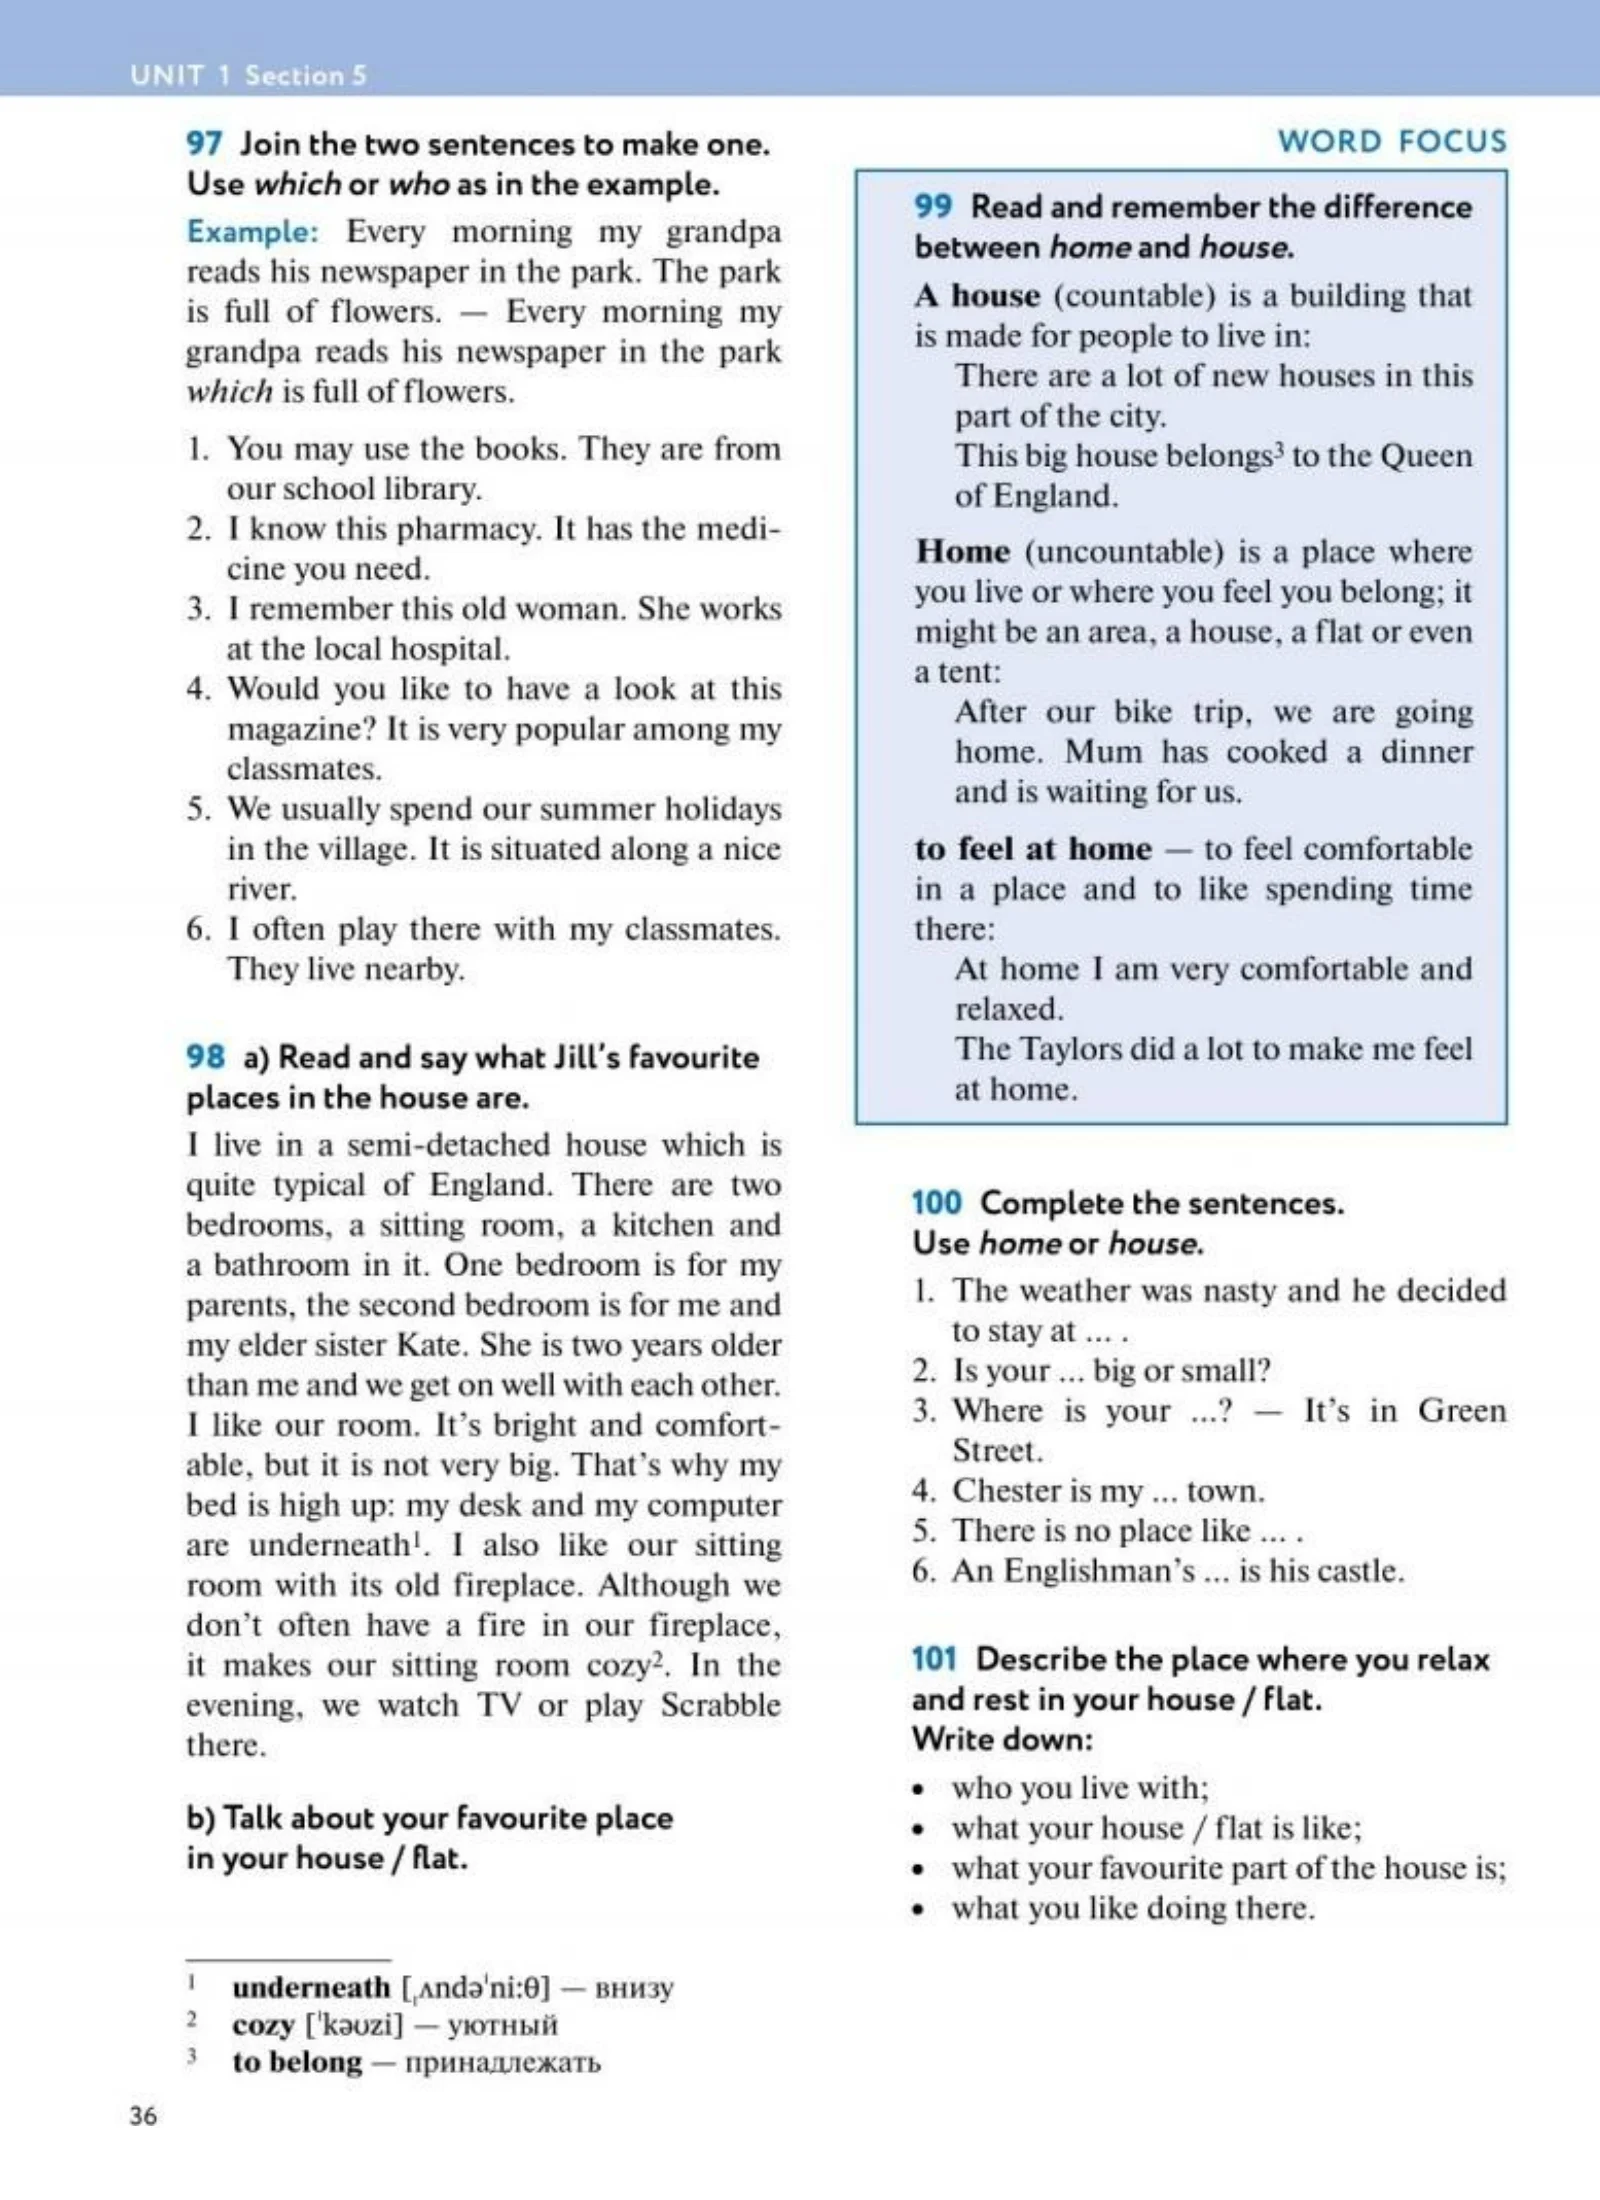 UNIT 1 Section 5
97 Join the two sentences to make one.
Use which or who as in the example.
Example: Every morning my grandpa
reads his newspaper in the park. The park
is full of flowers. — Every morning my
grandpa reads his newspaper in the park
which is full of flowers.
1. You may use the books. They are from
our school library.
2. I know this pharmacy. It has the medi-
cine you need.
3. I remember this old woman. She works
at the local hospital.
4. Would you like to have a look at this
magazine? It is very popular among my
classmates.
5. We usually spend our summer holidays
in the village. It is situated along a nice
river.
6. I often play there with my classmates.
They live nearby.
98 a) Read and say what Jill's favourite
places in the house are.
I live in a semi-detached house which is
quite typical of England. There are two
bedrooms, a sitting room, a kitchen and
a bathroom in it. One bedroom is for my
parents, the second bedroom is for me and
my elder sister Kate. She is two years older
than me and we get on well with each other.
I like our room. It's bright and comfort-
able, but it is not very big. That's why my
bed is high up: my desk and my computer
are underneath¹. I also like our sitting
room with its old fireplace. Although we
don't often have a fire in our fireplace,
it makes our sitting room cozy². In the
evening, we watch TV or play Scrabble
there.
b) Talk about your favourite place
in your house / flat.
1 underneath [ˌʌndəˈni:θ] — внизу
2 cozy [ˈkəʊzi] — уютный
3 to belong — принадлежать
36
WORD FOCUS
99 Read and remember the difference
between home and house.
A house (countable) is a building that
is made for people to live in:
There are a lot of new houses in this
part of the city.
This big house belongs³ to the Queen
of England.
Home (uncountable) is a place where
you live or where you feel you belong; it
might be an area, a house, a flat or even
a tent:
After our bike trip, we are going
home. Mum has cooked a dinner
and is waiting for us.
to feel at home — to feel comfortable
in a place and to like spending time
there:
At home I am very comfortable and
relaxed.
The Taylors did a lot to make me feel
at home.
100 Complete the sentences.
Use home or house.
1. The weather was nasty and he decided
to stay at ... .
2. Is your ... big or small?
3. Where is your ...? — It's in Green
Street.
4. Chester is my ... town.
5. There is no place like ... .
6. An Englishman's ... is his castle.
101 Describe the place where you relax
and rest in your house / flat.
Write down:
• who you live with;
• what your house / flat is like;
• what your favourite part of the house is;
• what you like doing there.